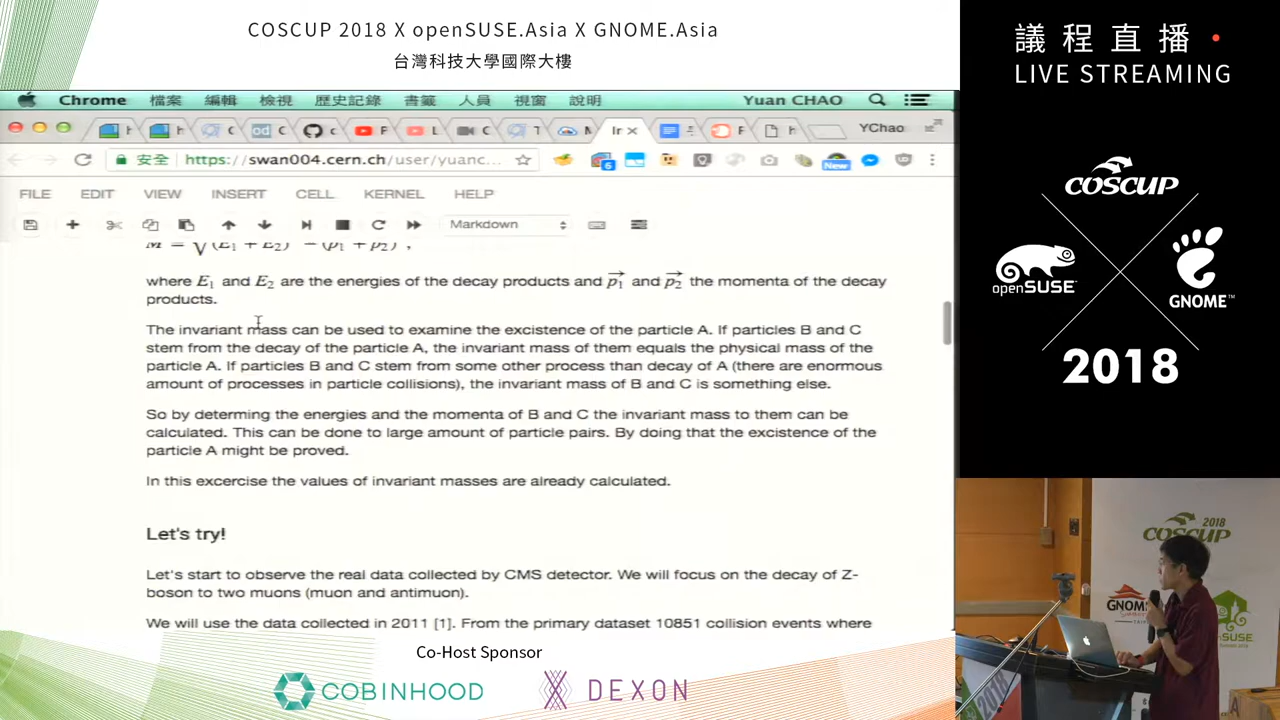 COSCUP 2018 X openSUSE.Asia X GNOME.Asia
台灣科技大學國際大樓
議程直播
LIVE STREAMING
Chrome 檔案 編輯 檢視 歷史記錄 書籤 人員 視窗 說明 Yuan CHAO
YChao
安全 https://swan004.cern.ch/user/yuanc...
6
New
FILE EDIT VIEW INSERT CELL KERNEL HELP
Markdown
where E₁ and E₂ are the energies of the decay products and p₁ and p₂ the momenta of the decay
products.
The invariant mass can be used to examine the excistence of the particle A. If particles B and C
stem from the decay of the particle A, the invariant mass of them equals the physical mass of the
particle A. If particles B and C stem from some other process than decay of A (there are enormous
amount of processes in particle collisions), the invariant mass of B and C is something else.
So by determing the energies and the momenta of B and C the invariant mass to them can be
calculated. This can be done to large amount of particle pairs. By doing that the excistence of the
particle A might be proved.
In this excercise the values of invariant masses are already calculated.
Let's try!
Let's start to observe the real data collected by CMS detector. We will focus on the decay of Z-
boson to two muons (muon and antimuon).
We will use the data collected in 2011 [1]. From the primary dataset 10851 collision events where
COSCUP
openSUSE
GNOME™
2018
2018
COSCUP
GNOM
Co-Host Sponsor
COBINHOOD
DEXON